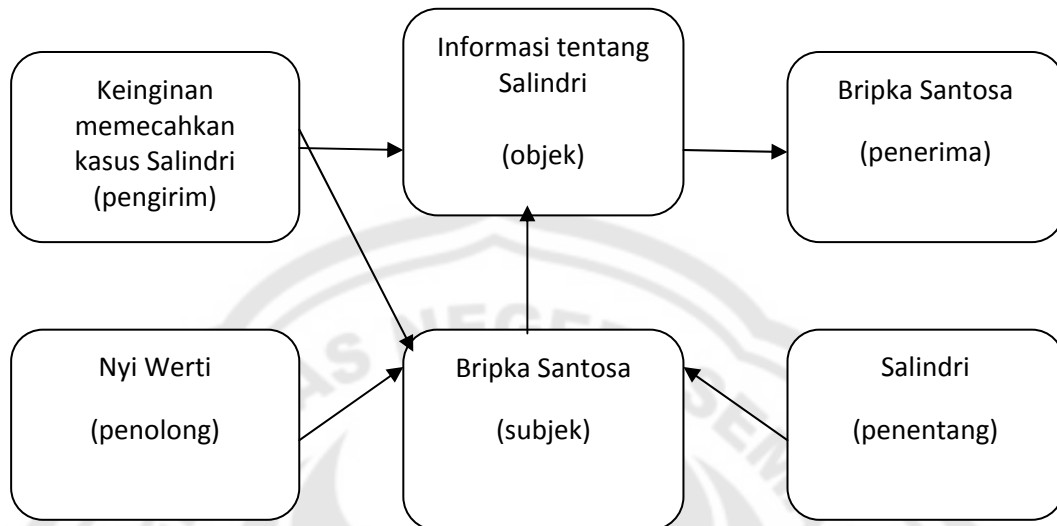 Keinginan
memecahkan
kasus Salindri
(pengirim)
Informasi tentang
Salindri
(objek)
Bripka Santosa
(penerima)
Nyi Werti
(penolong)
Bripka Santosa
(subjek)
Salindri
(penentang)